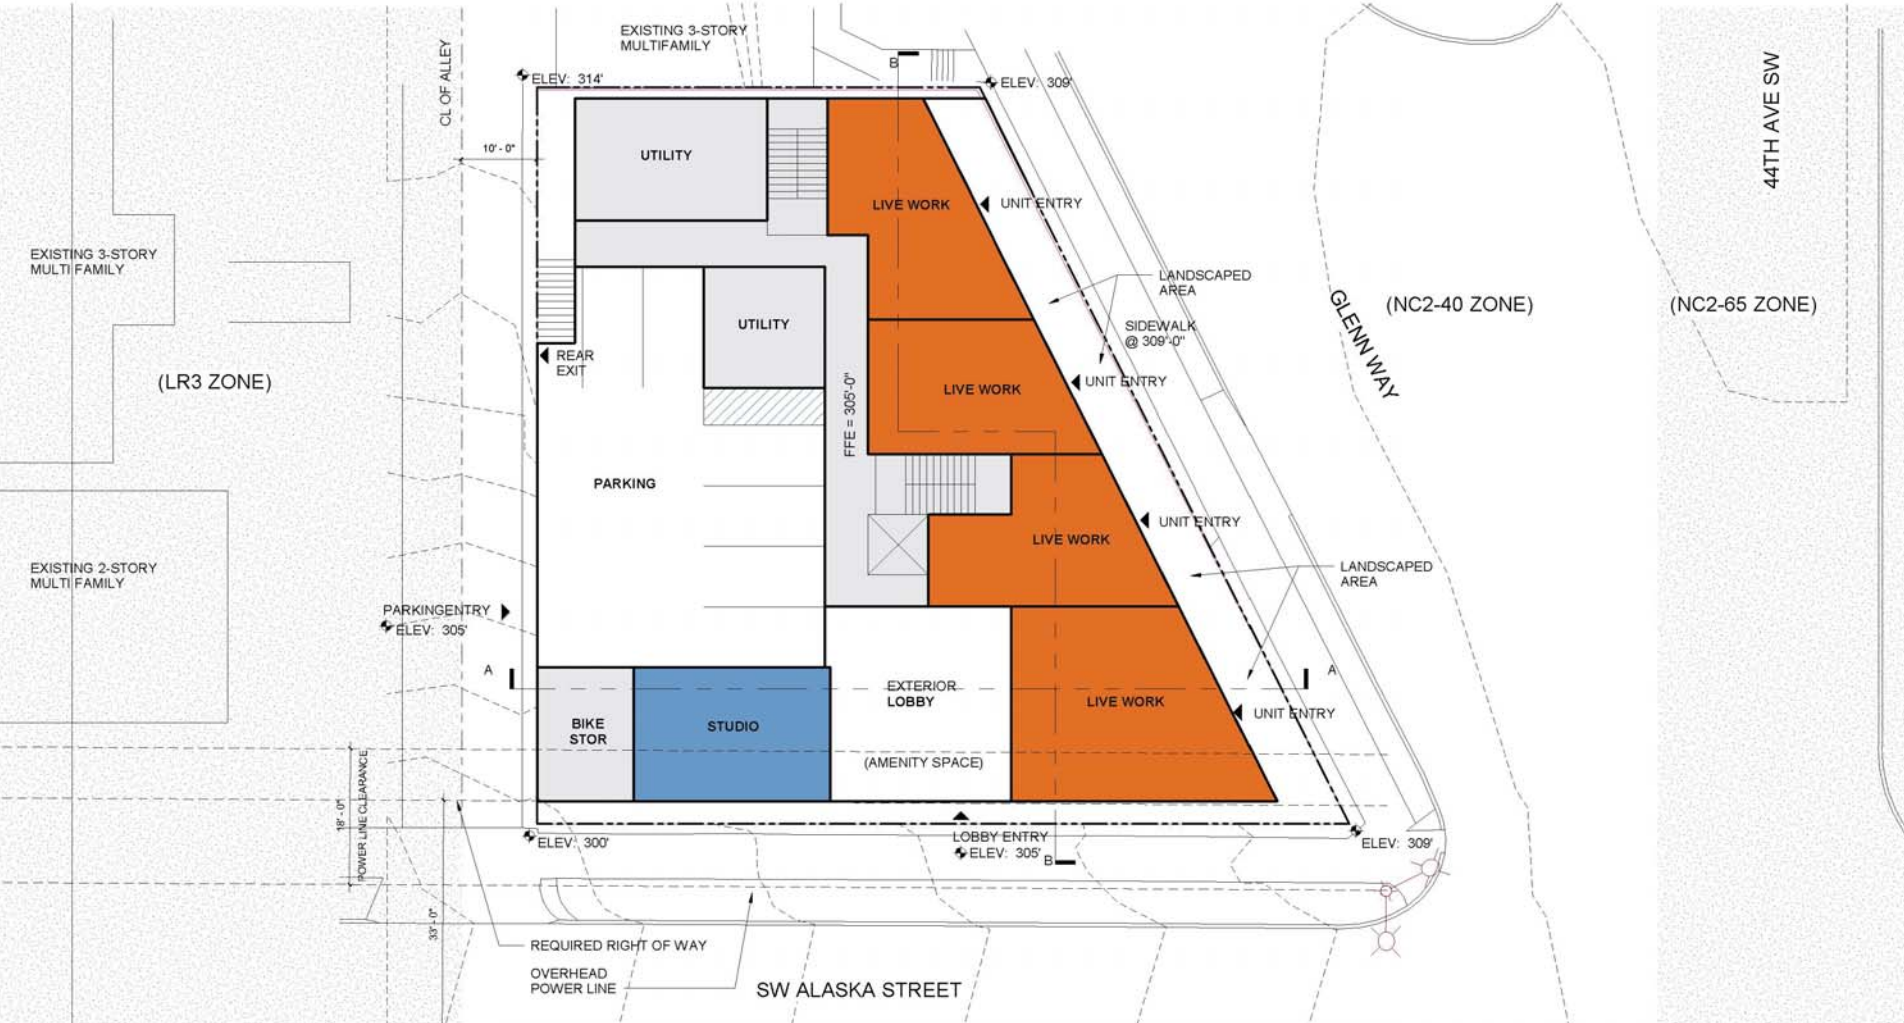 EXISTING 3-STORY
MULTIFAMILY
CL OF ALLEY
ELEV: 314'
B
ELEV: 309'
44TH AVE SW
10' - 0"
UTILITY
LIVE WORK
UNIT ENTRY
EXISTING 3-STORY
MULTI FAMILY
LANDSCAPED
AREA
GLENN WAY
(NC2-40 ZONE)
(NC2-65 ZONE)
UTILITY
SIDEWALK
@ 309'-0"
REAR
EXIT
(LR3 ZONE)
FFE = 305'-0"
LIVE WORK
UNIT ENTRY
PARKING
UNIT ENTRY
LIVE WORK
EXISTING 2-STORY
MULTI FAMILY
LANDSCAPED
AREA
PARKINGENTRY
ELEV: 305'
A
A
EXTERIOR
LOBBY
LIVE WORK
UNIT ENTRY
BIKE
STOR
STUDIO
(AMENITY SPACE)
18' - 0"
POWER LINE CLEARANCE
ELEV: 300'
LOBBY ENTRY
ELEV: 305'
B
ELEV: 309'
33' - 0"
REQUIRED RIGHT OF WAY
OVERHEAD
POWER LINE
SW ALASKA STREET